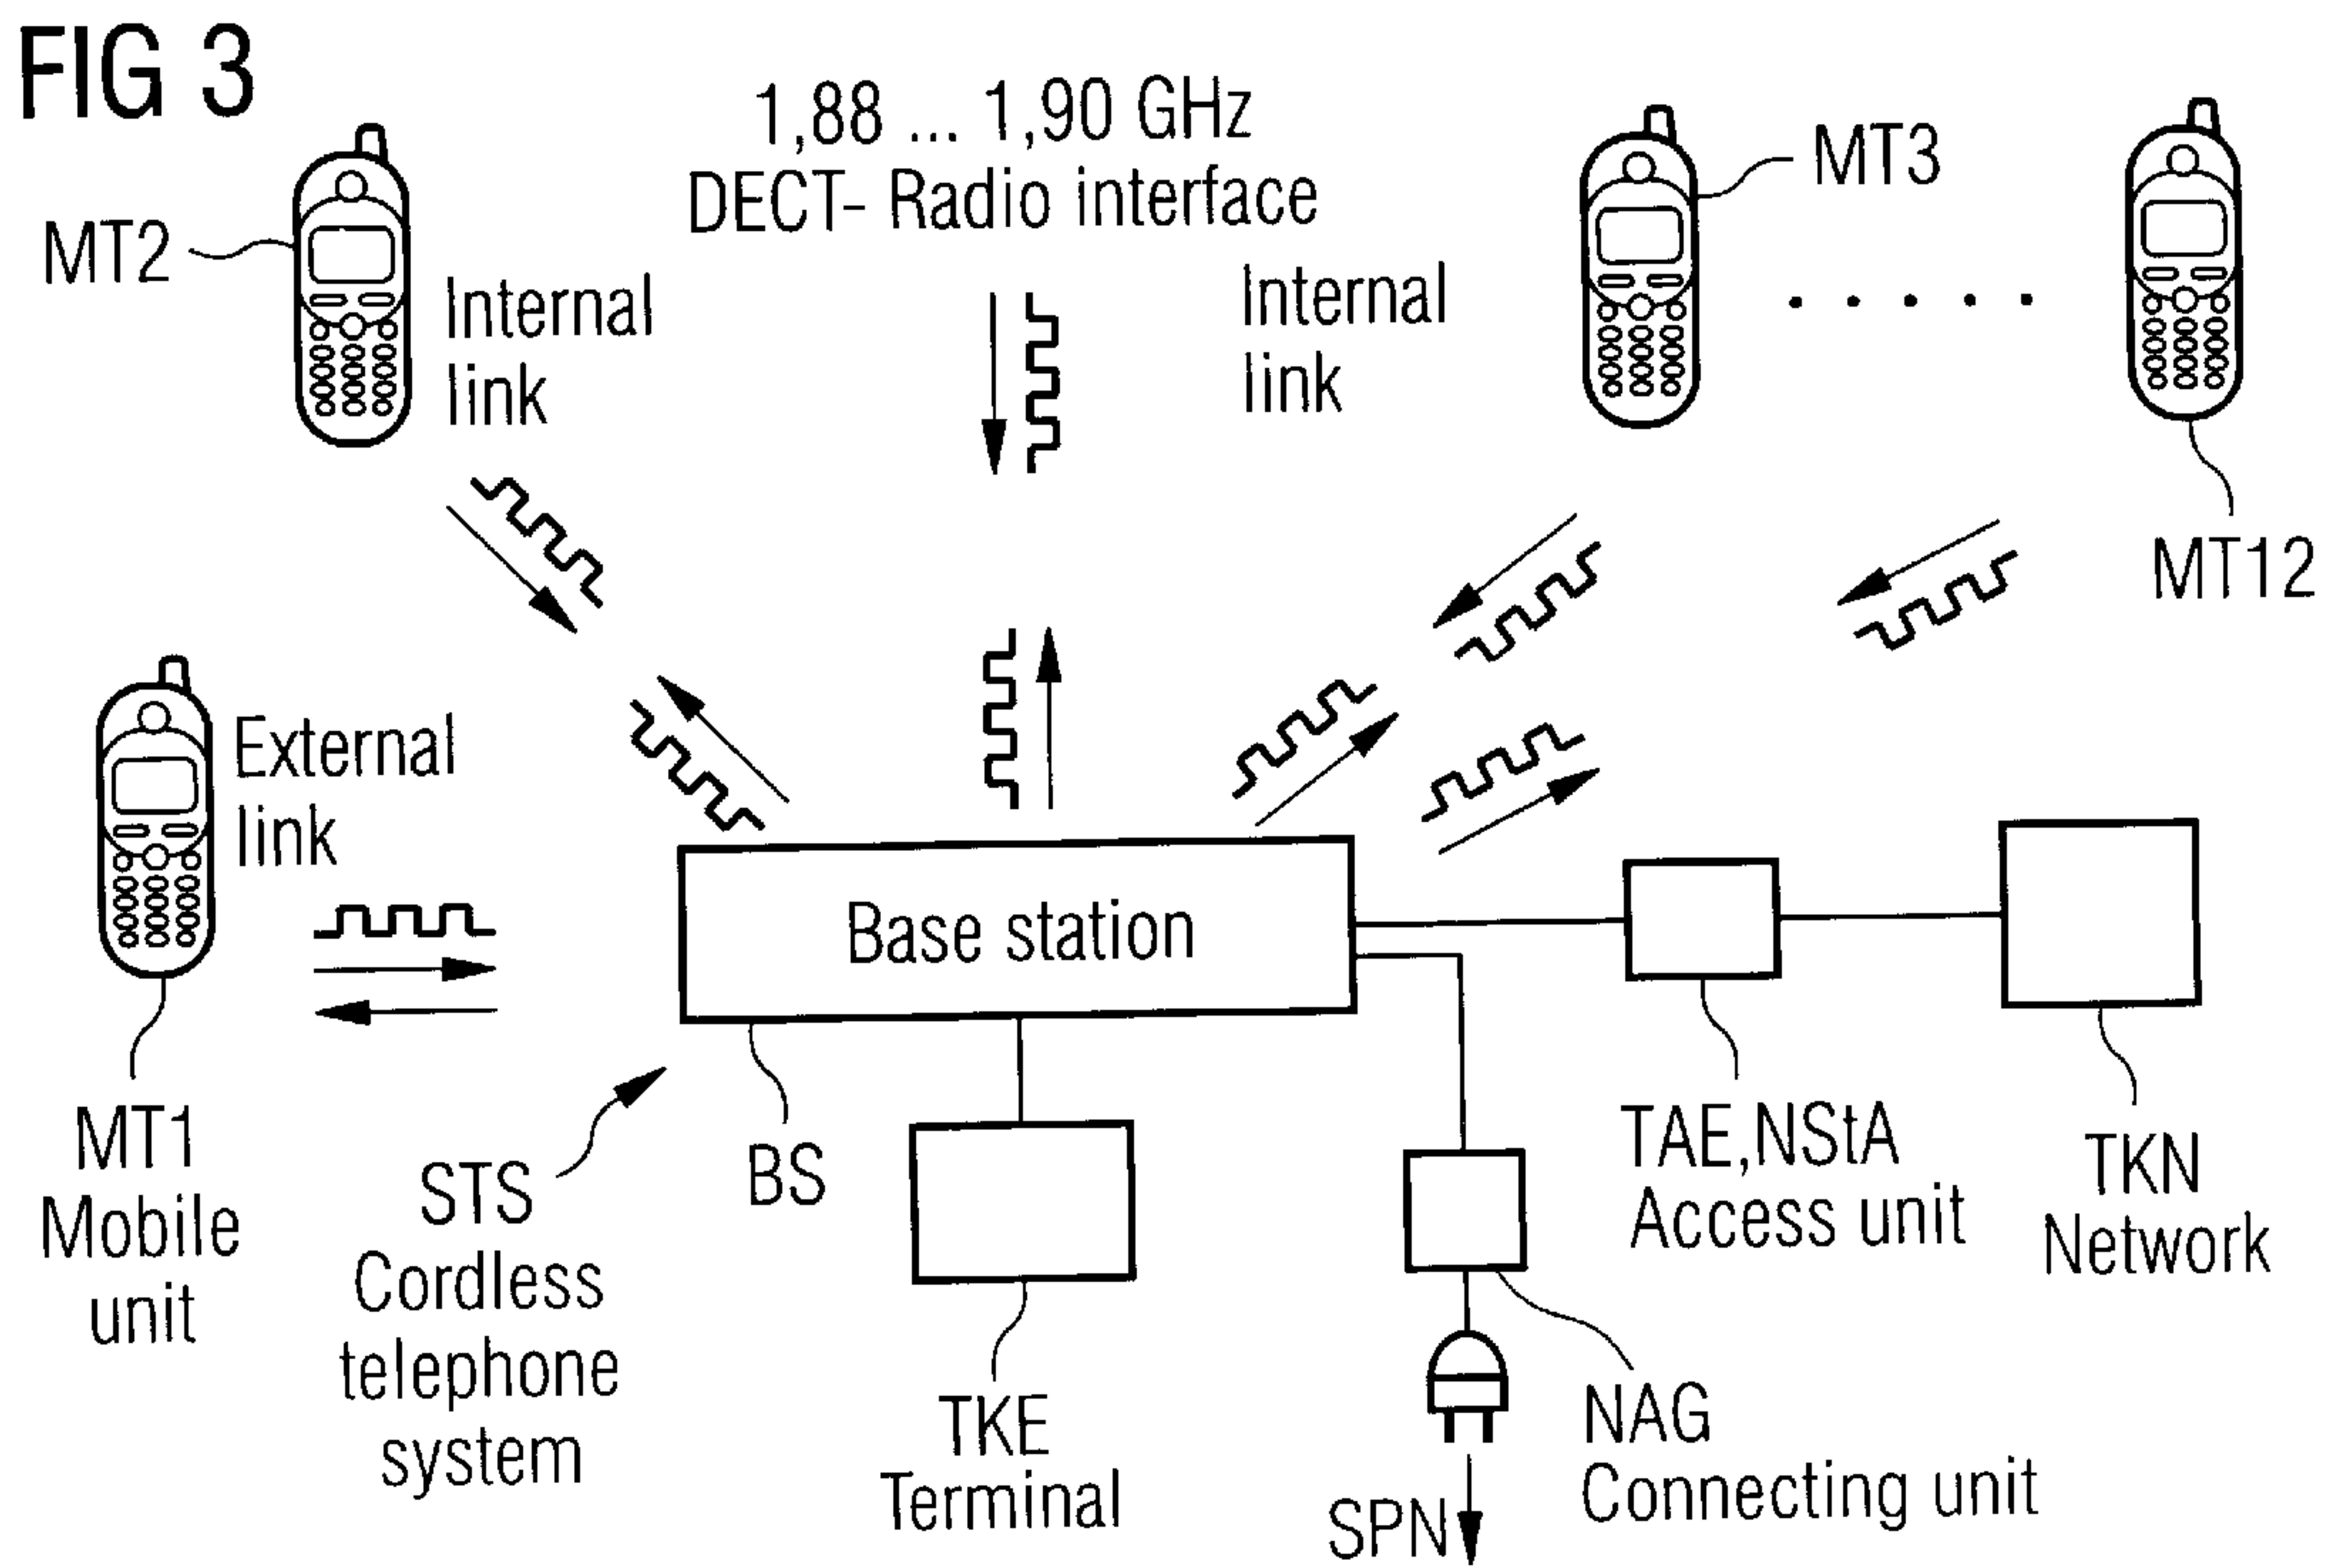 FIG 3
1,88 ... 1,90 GHz
DECT- Radio interface
MT2
Internal
link
Internal
link
MT3
MT12
External
link
Base station
MT1
Mobile
unit
STS
Cordless
telephone
system
BS
TKE
Terminal
TAE,NStA
Access unit
TKN
Network
NAG
Connecting unit
SPN